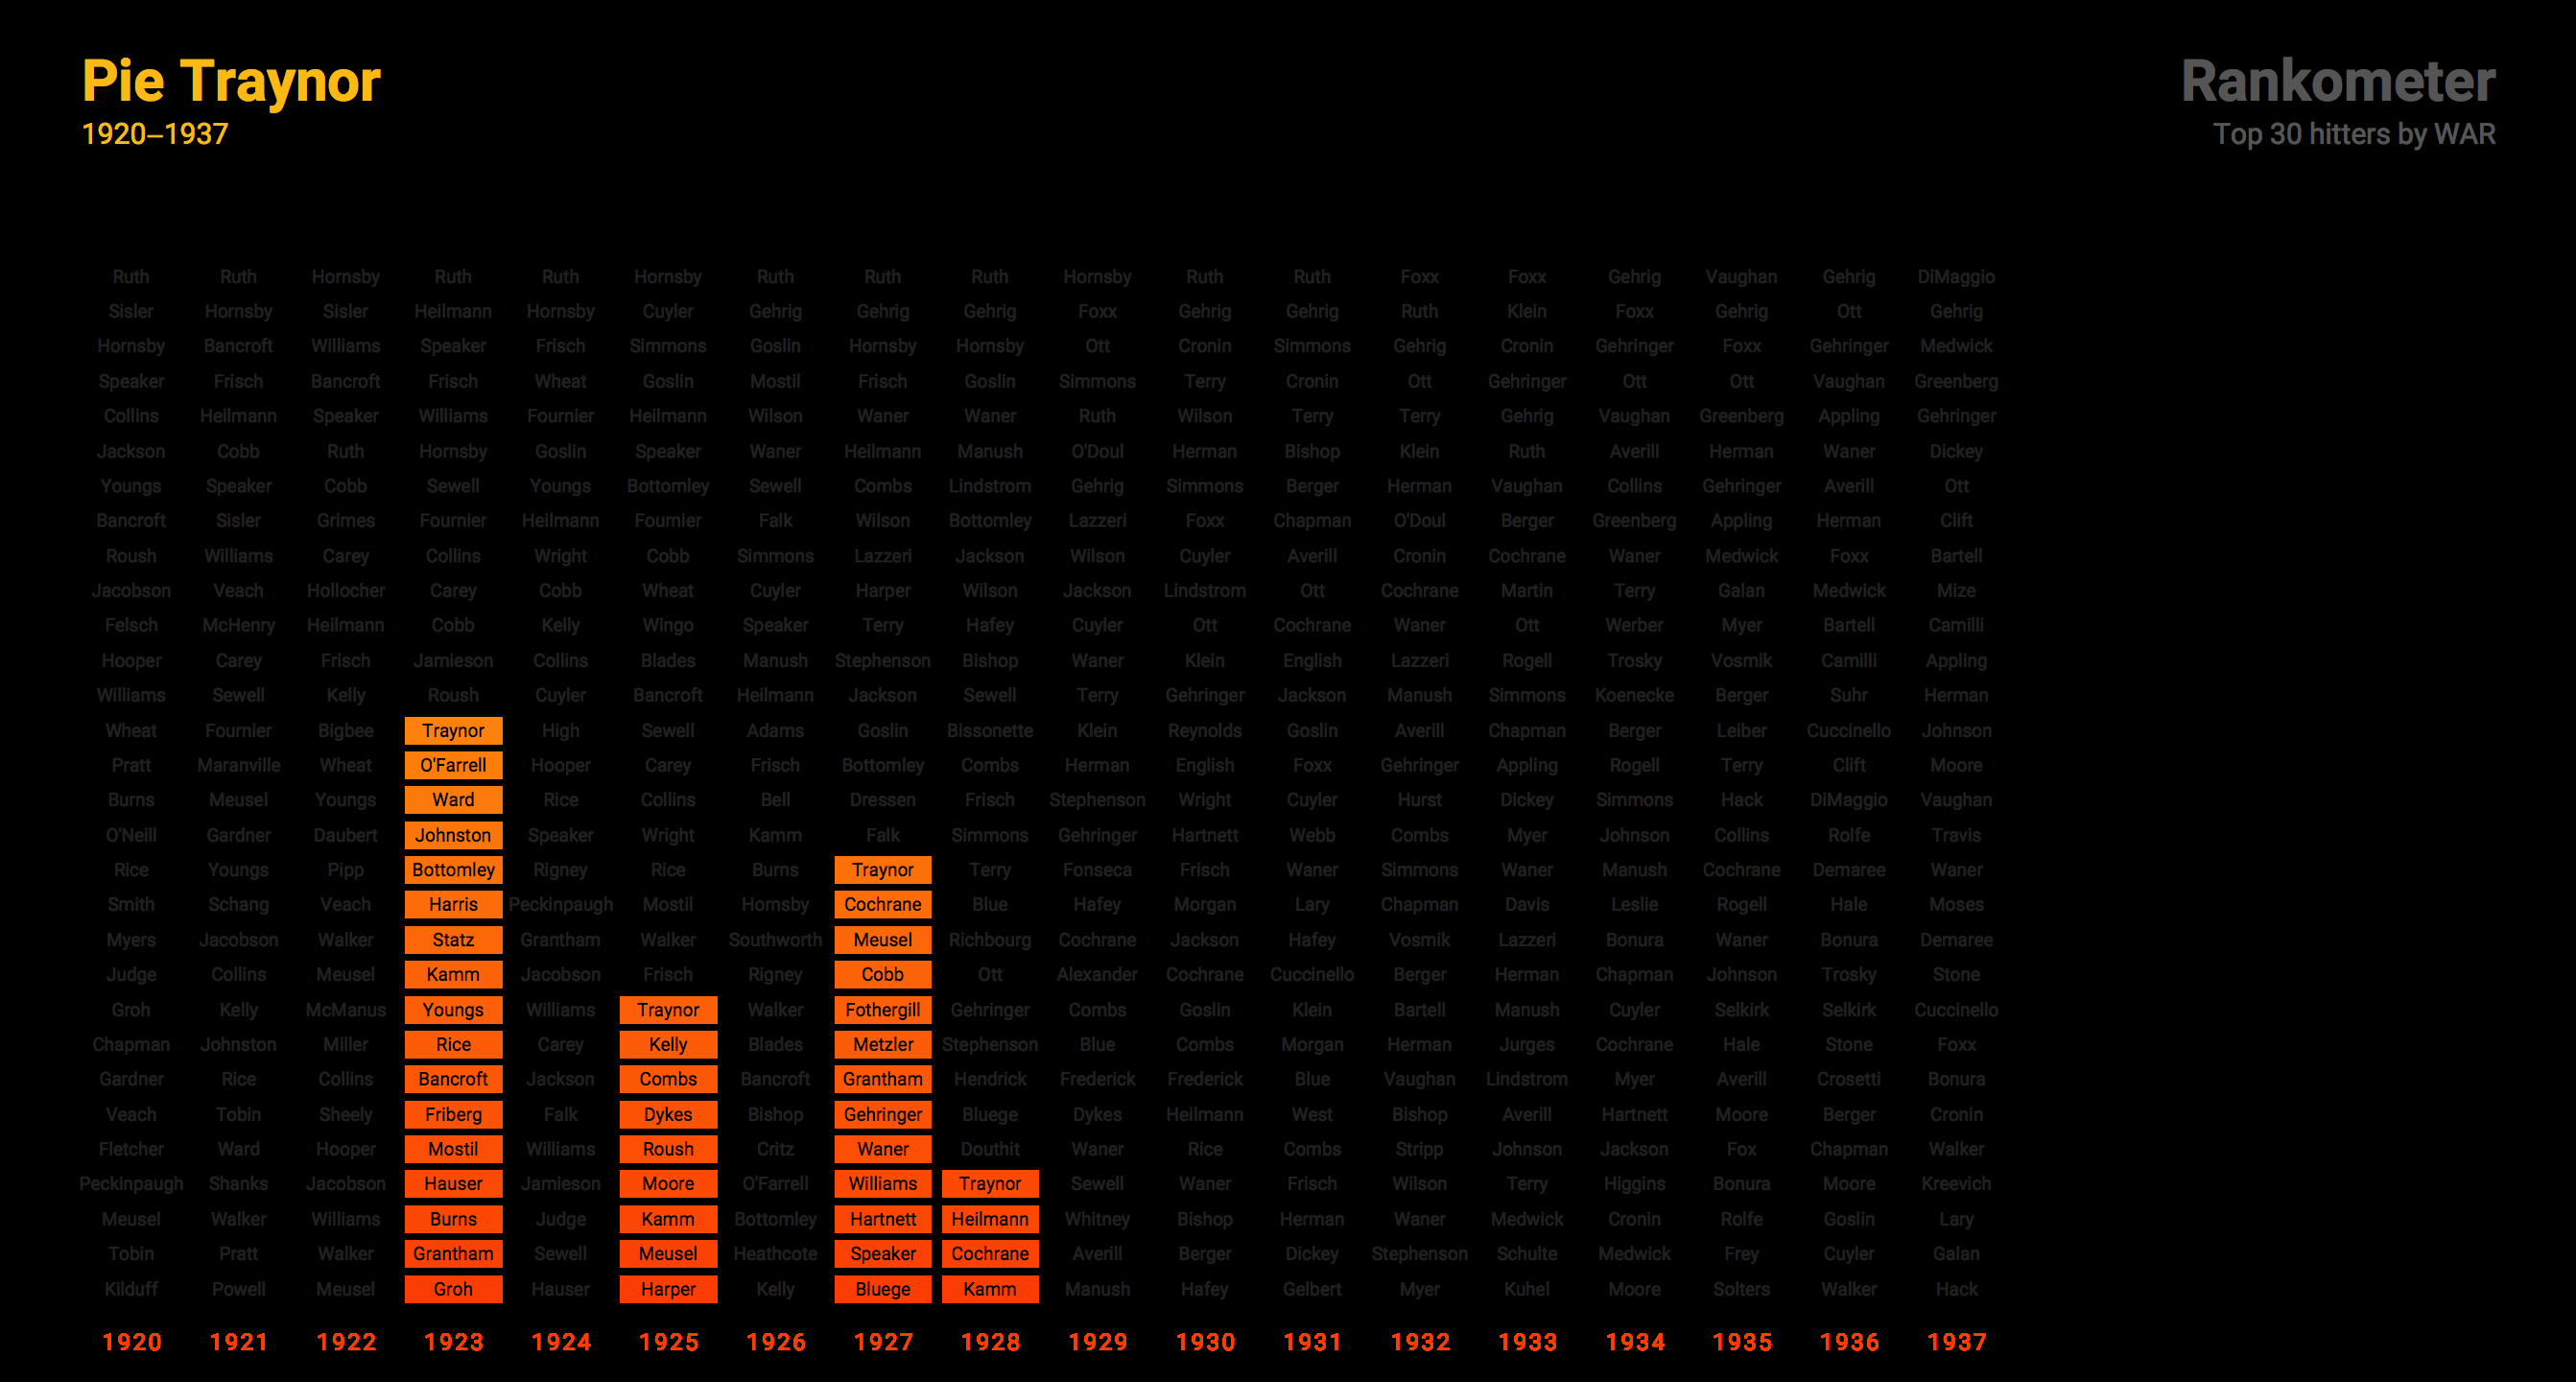 Pie Traynor
1920–1937
Rankometer
Top 30 hitters by WAR
Ruth Ruth Hornsby Ruth Ruth Hornsby Ruth Ruth Ruth Hornsby Ruth Ruth Foxx Foxx Gehrig Vaughan Gehrig DiMaggio
Sisler Hornsby Sisler Heilmann Hornsby Cuyler Gehrig Gehrig Gehrig Foxx Gehrig Gehrig Ruth Klein Foxx Gehrig Ott Gehrig
Hornsby Bancroft Williams Speaker Frisch Simmons Goslin Hornsby Hornsby Ott Cronin Simmons Gehrig Cronin Gehringer Foxx Gehringer Medwick
Speaker Frisch Bancroft Frisch Wheat Goslin Mostil Frisch Goslin Simmons Terry Cronin Ott Gehringer Ott Ott Vaughan Greenberg
Collins Heilmann Speaker Williams Fournier Heilmann Wilson Waner Waner Ruth Wilson Terry Terry Gehrig Vaughan Greenberg Appling Gehringer
Jackson Cobb Ruth Hornsby Goslin Speaker Waner Heilmann Manush O'Doul Herman Bishop Klein Ruth Averill Herman Waner Dickey
Youngs Speaker Cobb Sewell Youngs Bottomley Sewell Combs Lindstrom Gehrig Simmons Berger Herman Vaughan Collins Gehringer Averill Ott
Bancroft Sisler Grimes Fournier Heilmann Fournier Falk Wilson Bottomley Lazzeri Foxx Chapman O'Doul Berger Greenberg Appling Herman Clift
Roush Williams Carey Collins Wright Cobb Simmons Lazzeri Jackson Wilson Cuyler Averill Cronin Cochrane Waner Medwick Foxx Bartell
Jacobson Veach Hollocher Carey Cobb Wheat Cuyler Harper Wilson Jackson Lindstrom Ott Cochrane Martin Terry Galan Medwick Mize
Felsch McHenry Heilmann Cobb Kelly Wingo Speaker Terry Hafey Cuyler Ott Cochrane Waner Ott Werber Myer Bartell Camilli
Hooper Carey Frisch Jamieson Collins Blades Manush Stephenson Bishop Waner Klein English Lazzeri Rogell Trosky Vosmik Camilli Appling
Williams Sewell Kelly Roush Cuyler Bancroft Heilmann Jackson Sewell Terry Gehringer Jackson Manush Simmons Koenecke Berger Suhr Herman
Wheat Fournier Bigbee Traynor High Sewell Adams Goslin Bissonette Klein Reynolds Goslin Averill Chapman Berger Leiber Cuccinello Johnson
Pratt Maranville Wheat O'Farrell Hooper Carey Frisch Bottomley Combs Herman English Foxx Gehringer Appling Rogell Terry Clift Moore
Burns Meusel Youngs Ward Rice Collins Bell Dressen Frisch Stephenson Wright Cuyler Hurst Dickey Simmons Hack DiMaggio Vaughan
O'Neill Gardner Daubert Johnston Speaker Wright Kamm Falk Simmons Gehringer Hartnett Webb Combs Myer Johnson Collins Rolfe Travis
Rice Youngs Pipp Bottomley Rigney Rice Burns Traynor Terry Fonseca Frisch Waner Simmons Waner Manush Cochrane Demaree Waner
Smith Schang Veach Harris Peckinpaugh Mostil Hornsby Cochrane Blue Hafey Morgan Lary Chapman Davis Leslie Rogell Hale Moses
Myers Jacobson Walker Statz Grantham Walker Southworth Meusel Richbourg Cochrane Jackson Hafey Vosmik Lazzeri Bonura Waner Bonura Demaree
Judge Collins Meusel Kamm Jacobson Frisch Rigney Cobb Ott Alexander Cochrane Cuccinello Berger Herman Chapman Johnson Trosky Stone
Groh Kelly McManus Youngs Williams Traynor Walker Fothergill Gehringer Combs Goslin Klein Bartell Manush Cuyler Selkirk Selkirk Cuccinello
Chapman Johnston Miller Rice Carey Kelly Blades Metzler Stephenson Blue Combs Morgan Herman Jurges Cochrane Hale Stone Foxx
Gardner Rice Collins Bancroft Jackson Combs Bancroft Grantham Hendrick Frederick Frederick Blue Vaughan Lindstrom Myer Averill Crosetti Bonura
Veach Tobin Sheely Friberg Falk Dykes Bishop Gehringer Bluege Dykes Heilmann West Bishop Averill Hartnett Moore Berger Cronin
Fletcher Ward Hooper Mostil Williams Roush Critz Waner Douthit Waner Rice Combs Stripp Johnson Jackson Fox Chapman Walker
Peckinpaugh Shanks Jacobson Hauser Jamieson Moore O'Farrell Williams Traynor Sewell Waner Frisch Wilson Terry Higgins Bonura Moore Kreevich
Meusel Walker Williams Burns Judge Kamm Bottomley Hartnett Heilmann Whitney Bishop Herman Waner Medwick Cronin Rolfe Goslin Lary
Tobin Pratt Walker Grantham Sewell Meusel Heathcote Speaker Cochrane Averill Berger Dickey Stephenson Schulte Medwick Frey Cuyler Galan
Kilduff Powell Meusel Groh Hauser Harper Kelly Bluege Kamm Manush Hafey Gelbert Myer Kuhel Moore Solters Walker Hack
1920 1921 1922 1923 1924 1925 1926 1927 1928 1929 1930 1931 1932 1933 1934 1935 1936 1937